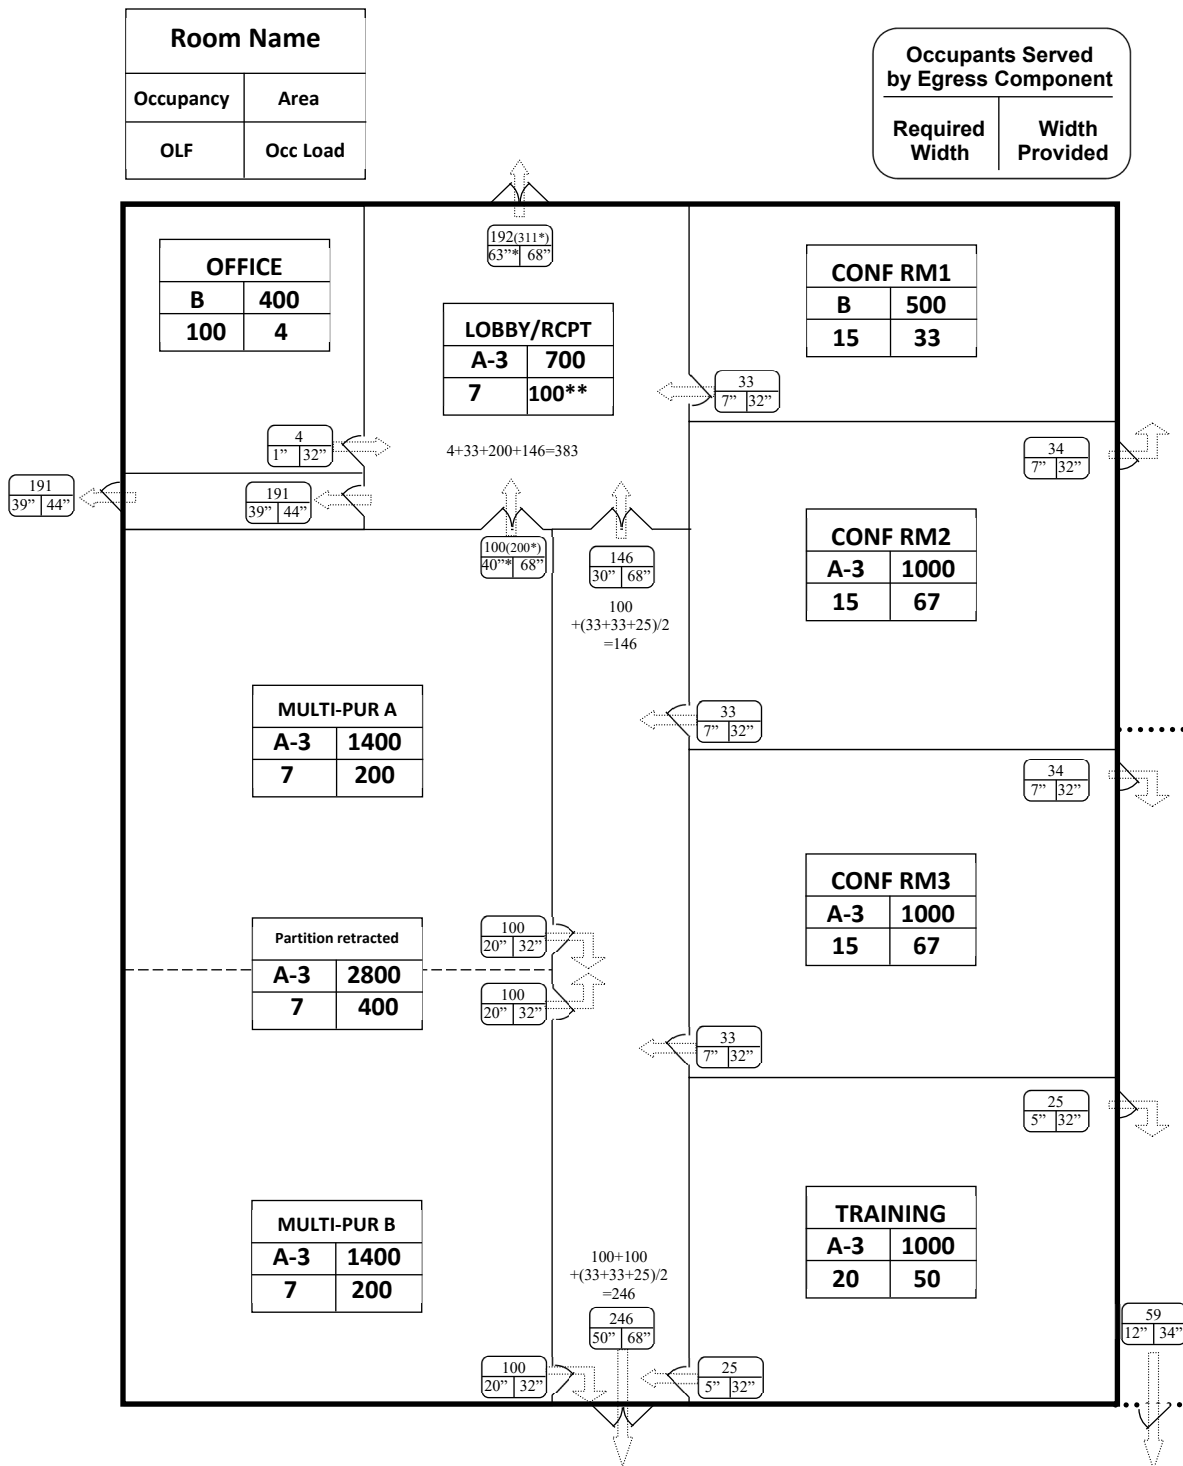 Room Name
Occupancy Area
OLF Occ Load
Occupants Served
by Egress Component
Required Width
Width Provided
192(311*)
63”* 68”
OFFICE
B 400
100 4
LOBBY/RCPT
A-3 700
7 100**
4+33+200+146=383
CONF RM1
B 500
15 33
33
7” 32”
4
1” 32”
34
7” 32”
191
39” 44”
191
39” 44”
100(200*)
40”* 68”
146
30” 68”
100
+(33+33+25)/2
=146
CONF RM2
A-3 1000
15 67
MULTI-PUR A
A-3 1400
7 200
33
7” 32”
34
7” 32”
CONF RM3
A-3 1000
15 67
Partition retracted
A-3 2800
7 400
100
20” 32”
100
20” 32”
33
7” 32”
25
5” 32”
MULTI-PUR B
A-3 1400
7 200
TRAINING
A-3 1000
20 50
100+100
+(33+33+25)/2
=246
246
50” 68”
59
12” 34”
100
20” 32”
25
5” 32”